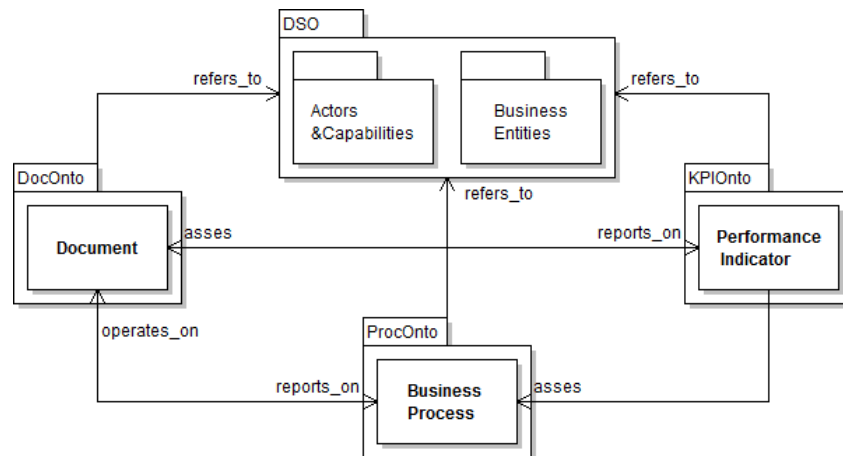 DSO
refers_to
refers_to
Actors
&Capabilities
Business
Entities
DocOnto
KPIOnto
refers_to
Document
asses
reports_on
Performance
Indicator
operates_on
ProcOnto
reports_on
asses
Business
Process